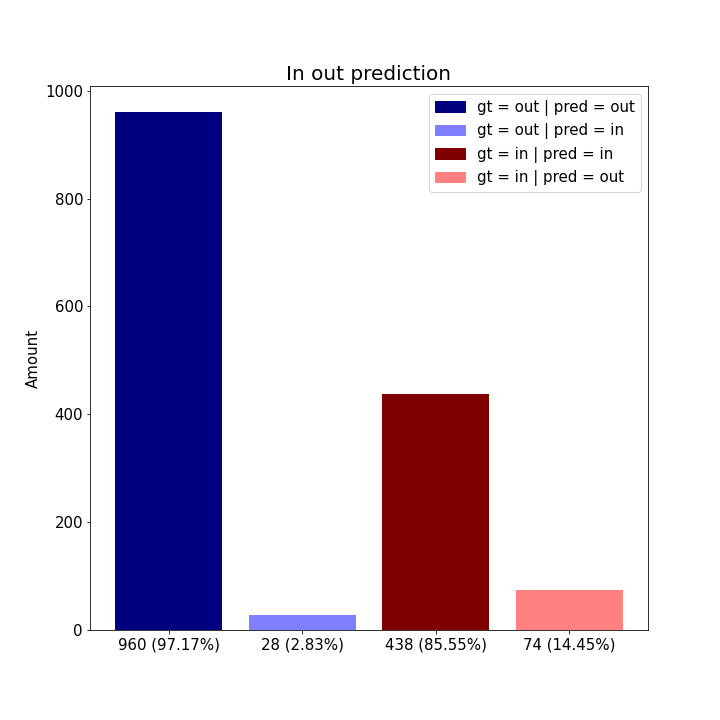 In out prediction
1000
800
600
400
200
0
Amount
gt = out | pred = out
gt = out | pred = in
gt = in | pred = in
gt = in | pred = out
960 (97.17%)
28 (2.83%)
438 (85.55%)
74 (14.45%)